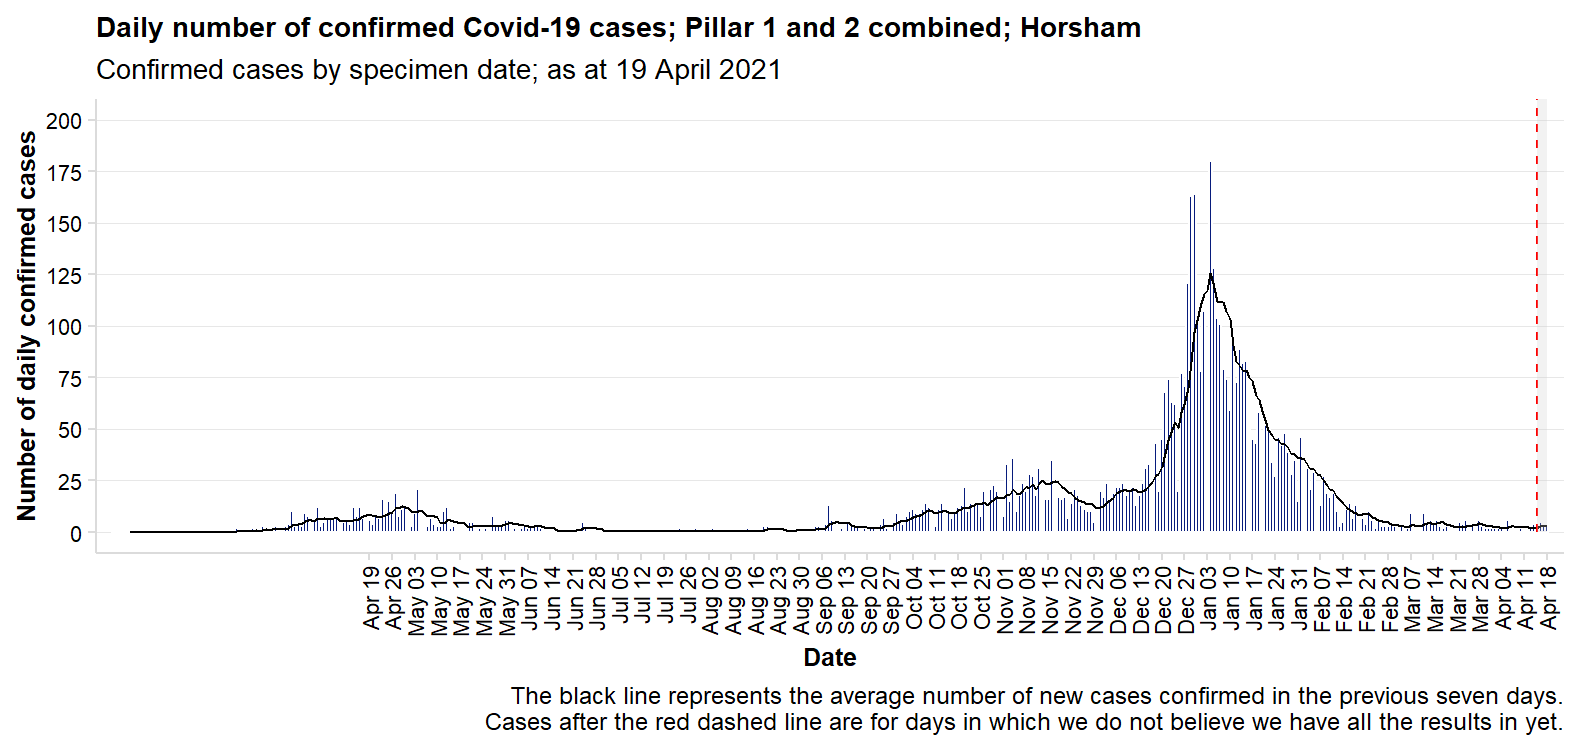 Daily number of confirmed Covid-19 cases; Pillar 1 and 2 combined; Horsham
Confirmed cases by specimen date; as at 19 April 2021
Number of daily confirmed cases
200
175
150
125
100
75
50
25
0
Apr 19
Apr 26
May 03
May 10
May 17
May 24
May 31
Jun 07
Jun 14
Jun 21
Jun 28
Jul 05
Jul 12
Jul 19
Jul 26
Aug 02
Aug 09
Aug 16
Aug 23
Aug 30
Sep 06
Sep 13
Sep 20
Sep 27
Oct 04
Oct 11
Oct 18
Oct 25
Nov 01
Nov 08
Nov 15
Nov 22
Nov 29
Dec 06
Dec 13
Dec 20
Dec 27
Jan 03
Jan 10
Jan 17
Jan 24
Jan 31
Feb 07
Feb 14
Feb 21
Feb 28
Mar 07
Mar 14
Mar 21
Mar 28
Apr 04
Apr 11
Apr 18
Date
The black line represents the average number of new cases confirmed in the previous seven days.
Cases after the red dashed line are for days in which we do not believe we have all the results in yet.